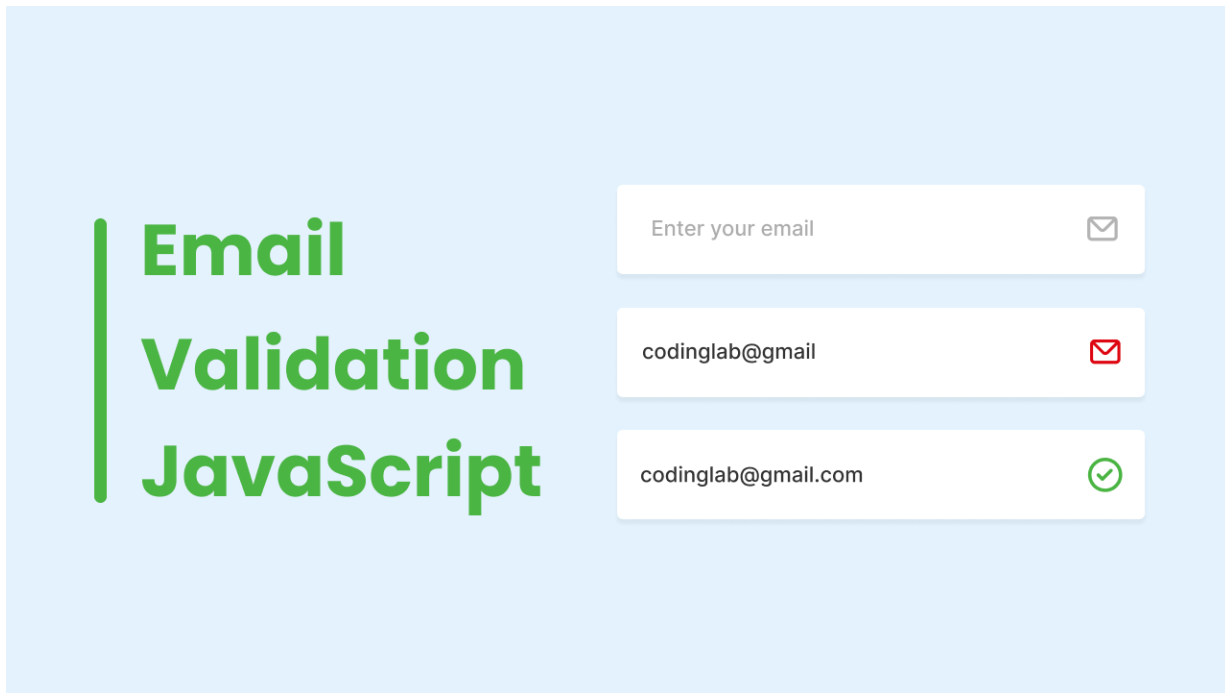 Email
Validation
JavaScript
Enter your email
codinglab@gmail
codinglab@gmail.com